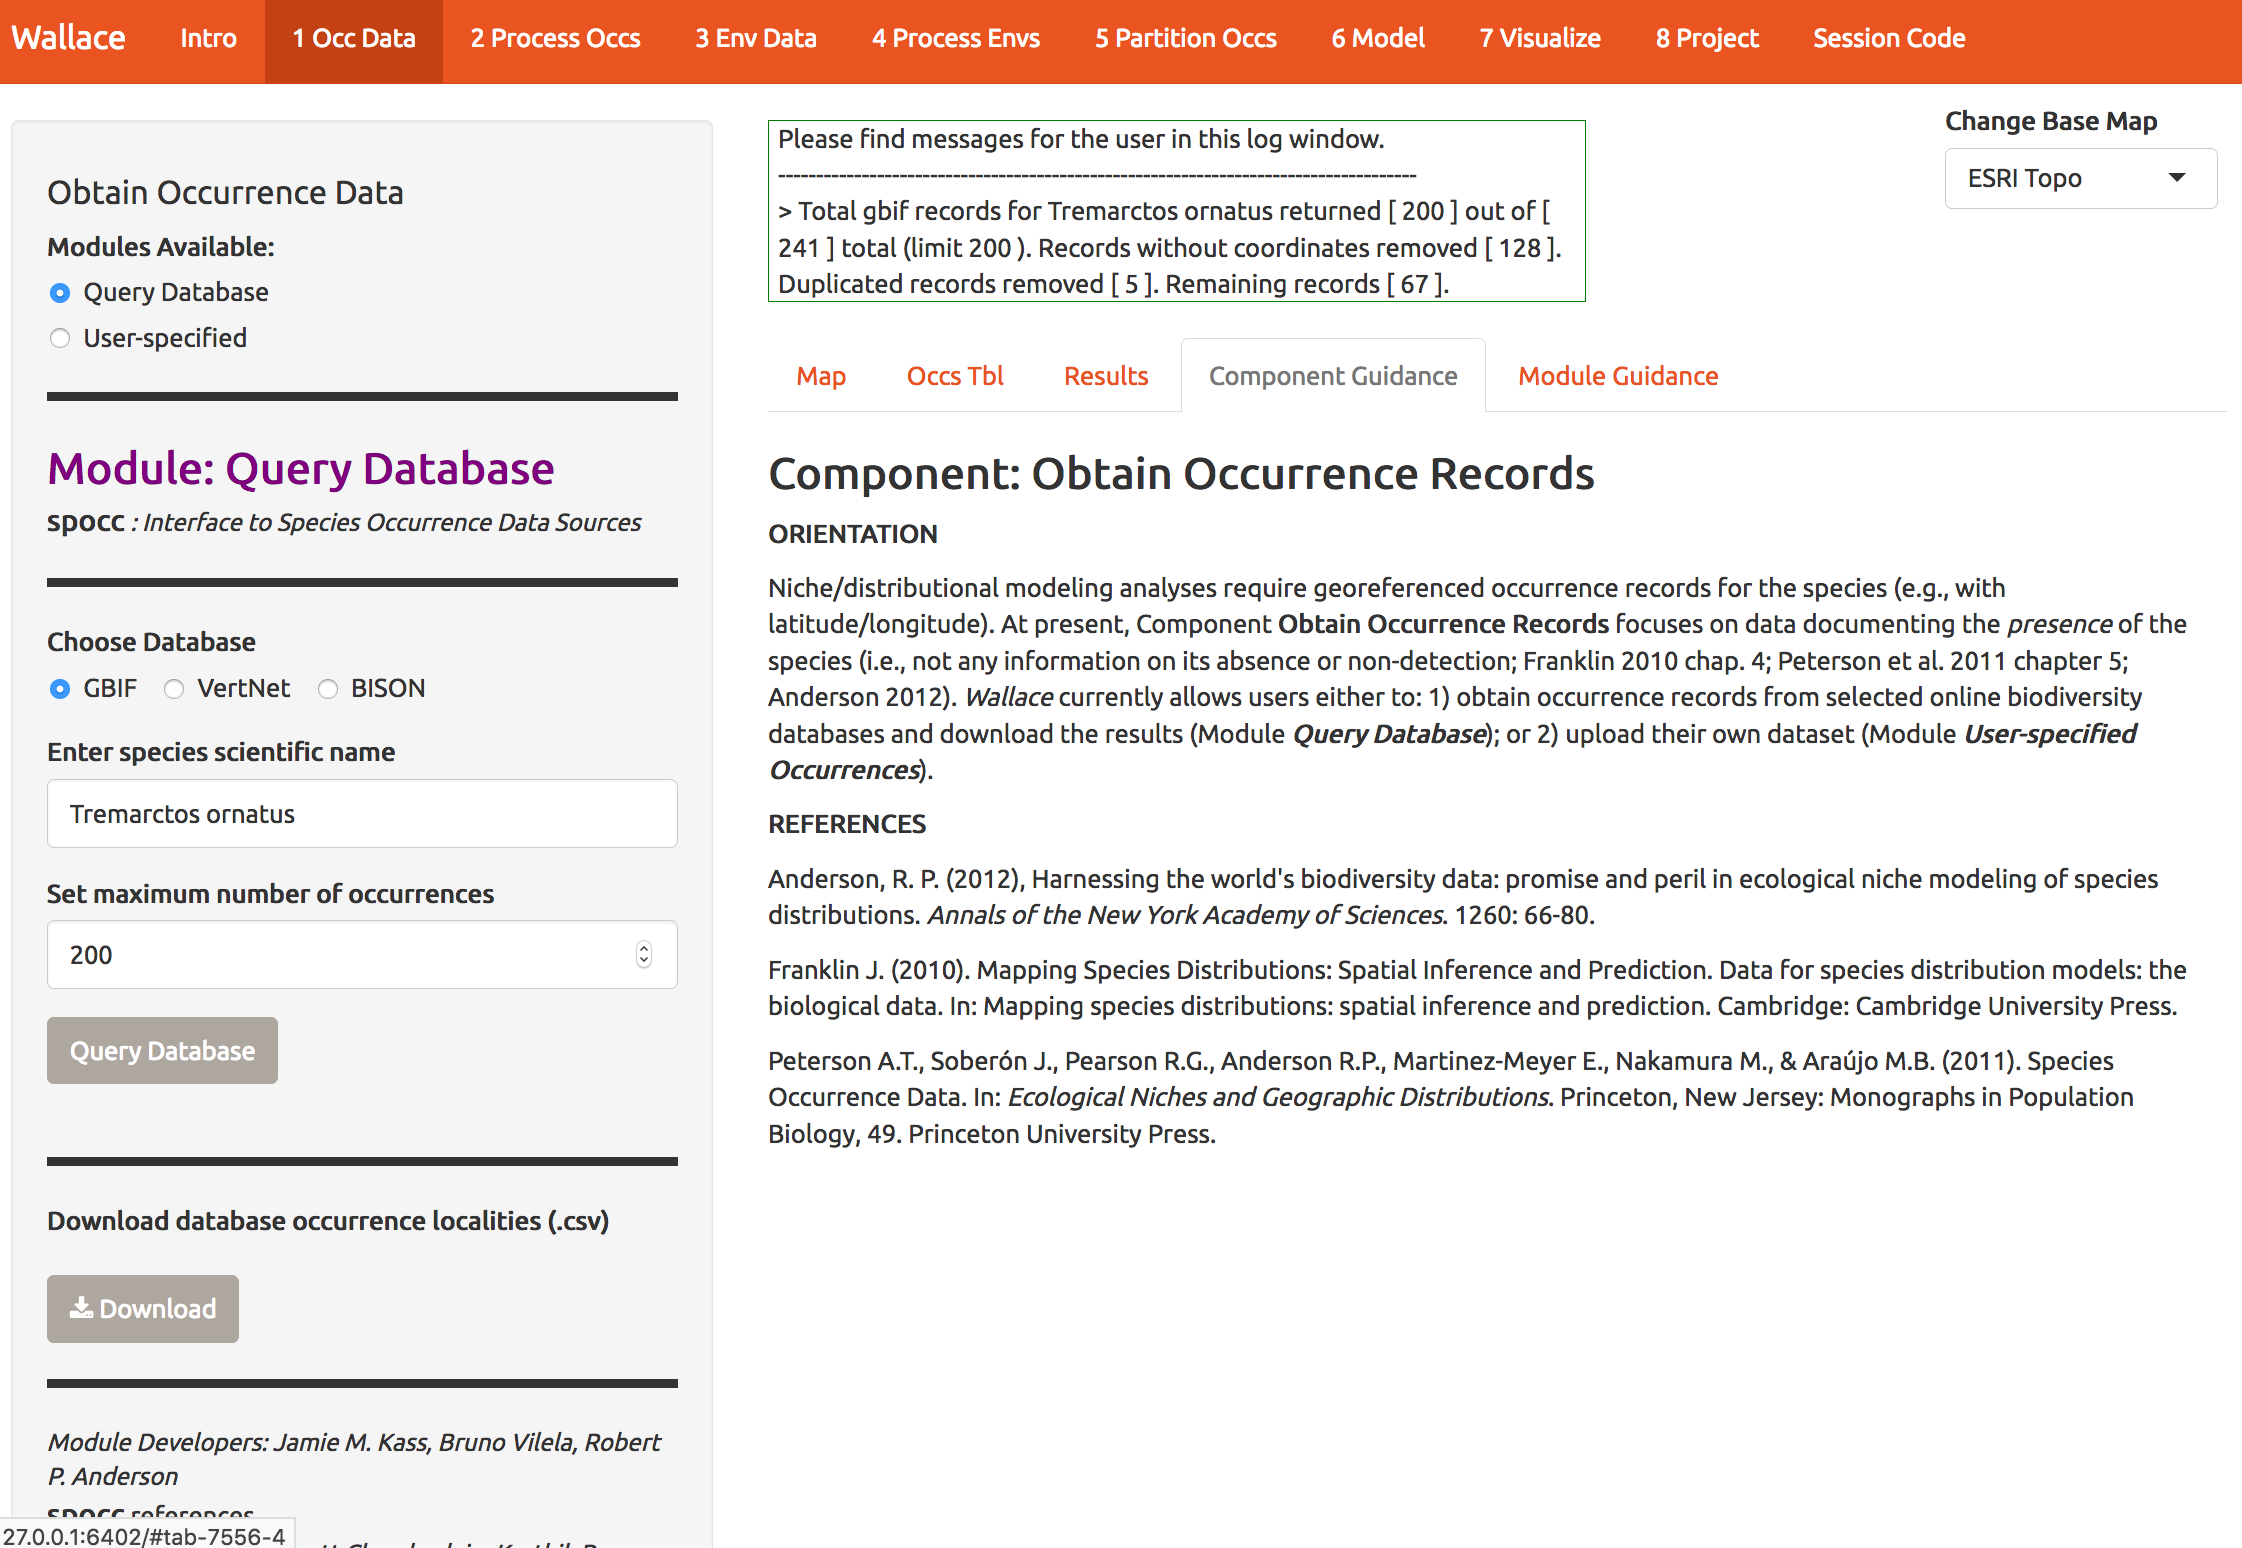 Wallace Intro 1 Occ Data 2 Process Occs 3 Env Data 4 Process Envs 5 Partition Occs 6 Model 7 Visualize 8 Project Session Code
Obtain Occurrence Data
Modules Available:
Query Database
User-specified
Module: Query Database
spocc : Interface to Species Occurrence Data Sources
Choose Database
GBIF VertNet BISON
Enter species scientific name
Tremarctos ornatus
Set maximum number of occurrences
200
Query Database
Download database occurrence localities (.csv)
Download
Module Developers: Jamie M. Kass, Bruno Vilela, Robert
P. Anderson
spocc references
27.0.0.1:6402/#tab-7556-4
Please find messages for the user in this log window.
--------------------------------------------------------------------------------------
> Total gbif records for Tremarctos ornatus returned [ 200 ] out of [
241 ] total (limit 200 ). Records without coordinates removed [ 128 ].
Duplicated records removed [ 5 ]. Remaining records [ 67 ].
Change Base Map
ESRI Topo
Map Occs Tbl Results Component Guidance Module Guidance
Component: Obtain Occurrence Records
ORIENTATION
Niche/distributional modeling analyses require georeferenced occurrence records for the species (e.g., with
latitude/longitude). At present, Component Obtain Occurrence Records focuses on data documenting the presence of the
species (i.e., not any information on its absence or non-detection; Franklin 2010 chap. 4; Peterson et al. 2011 chapter 5;
Anderson 2012). Wallace currently allows users either to: 1) obtain occurrence records from selected online biodiversity
databases and download the results (Module Query Database); or 2) upload their own dataset (Module User-specified
Occurrences).
REFERENCES
Anderson, R. P. (2012), Harnessing the world's biodiversity data: promise and peril in ecological niche modeling of species
distributions. Annals of the New York Academy of Sciences. 1260: 66-80.
Franklin J. (2010). Mapping Species Distributions: Spatial Inference and Prediction. Data for species distribution models: the
biological data. In: Mapping species distributions: spatial inference and prediction. Cambridge: Cambridge University Press.
Peterson A.T., Soberón J., Pearson R.G., Anderson R.P., Martinez-Meyer E., Nakamura M., & Araújo M.B. (2011). Species
Occurrence Data. In: Ecological Niches and Geographic Distributions. Princeton, New Jersey: Monographs in Population
Biology, 49. Princeton University Press.